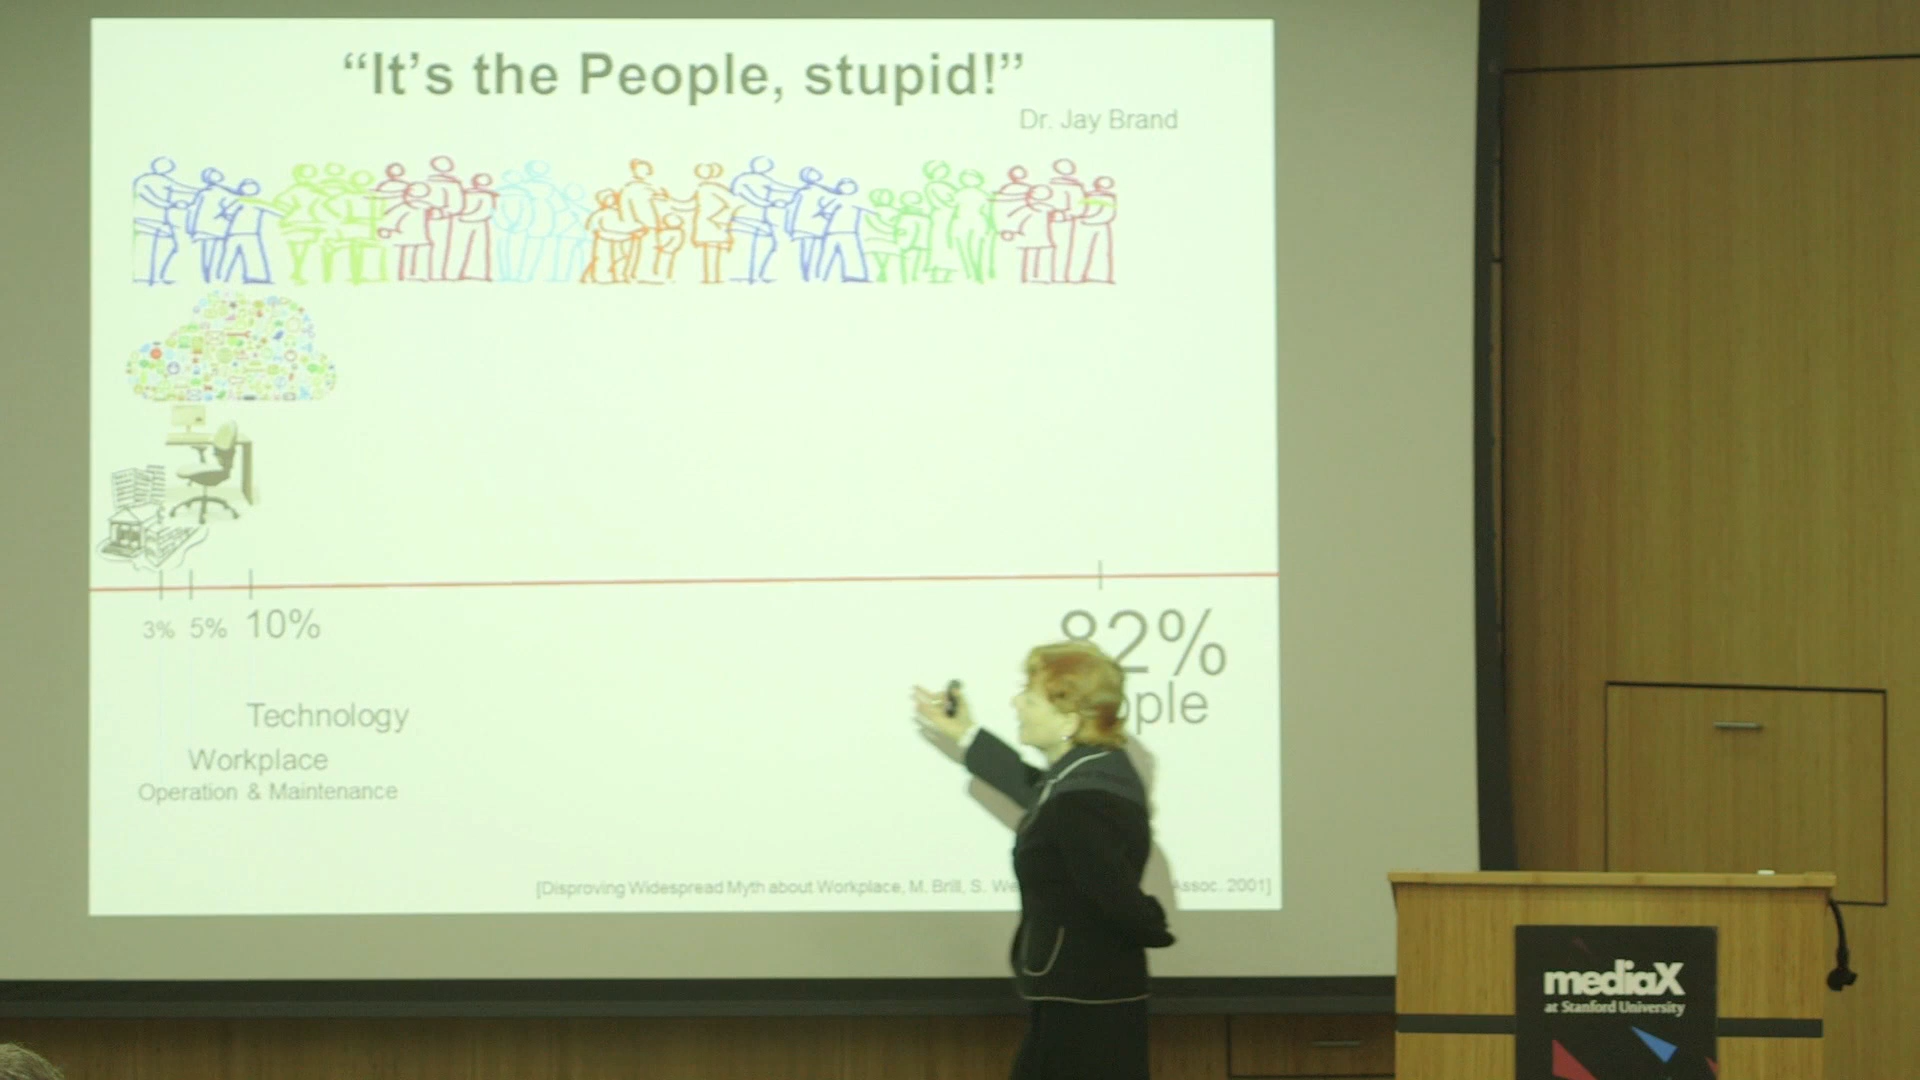 “It’s the People, stupid!”
Dr. Jay Brand
3% 5% 10%
82%
Technology
Workplace
Operation & Maintenance
[Disproving Widespread Myth about Workplace, M. Brill, S. Assoc. 2001]
mediaX
at Stanford University